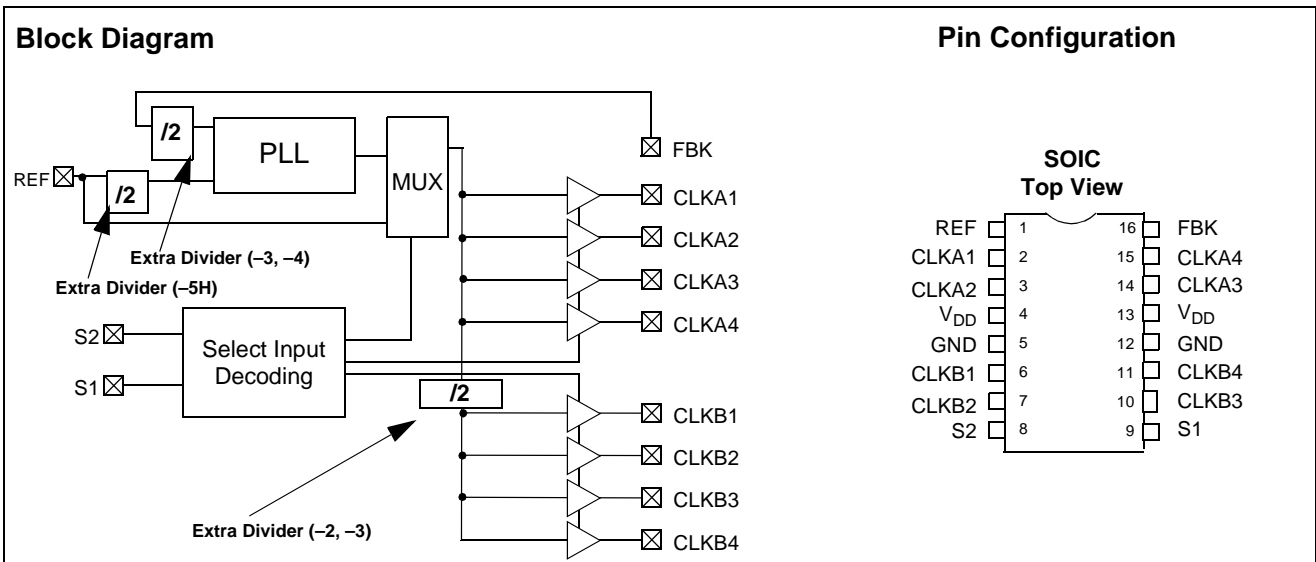 Block Diagram
Pin Configuration
/2
PLL
MUX
REF
/2
FBK
CLKA1
CLKA2
CLKA3
CLKA4
Extra Divider (–3, –4)
Extra Divider (–5H)
S2
S1
Select Input
Decoding
/2
CLKB1
CLKB2
CLKB3
CLKB4
Extra Divider (–2, –3)
SOIC
Top View
REF 1 16 FBK
CLKA1 2 15 CLKA4
CLKA2 3 14 CLKA3
VDD 4 13 VDD
GND 5 12 GND
CLKB1 6 11 CLKB4
CLKB2 7 10 CLKB3
S2 8 9 S1